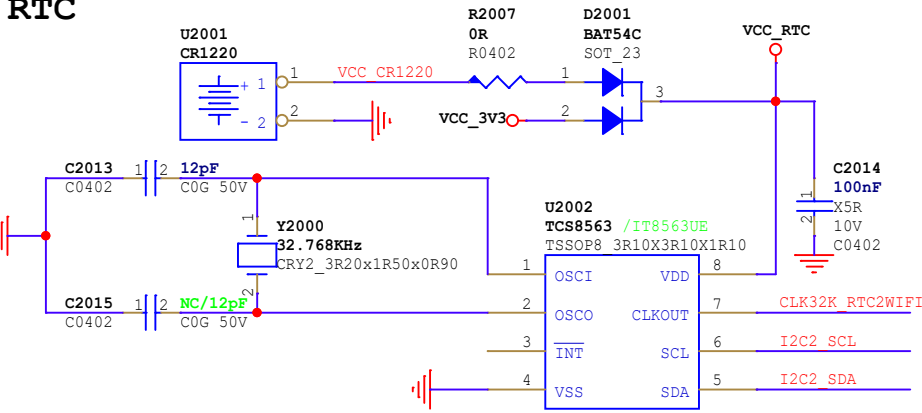 RTC
U2001
CR1220
+ 1
- 2
1
2
VCC_CR1220
R2007
0R
R0402
D2001
BAT54C
SOT_23
1
2
3
VCC_3V3
VCC_RTC
C2013
C0402
1 2
12pF
C0G 50V
C2014
100nF
X5R
10V
C0402
1
2
Y2000
32.768KHz
CRY2_3R20x1R50x0R90
1
2
C2015
C0402
1 2
NC/12pF
C0G 50V
U2002
TCS8563 /IT8563UE
TSSOP8_3R10X3R10X1R10
1 OSCI VDD 8
2 OSCO CLKOUT 7 CLK32K_RTC2WIFI
3 INT SCL 6 I2C2_SCL
4 VSS SDA 5 I2C2_SDA